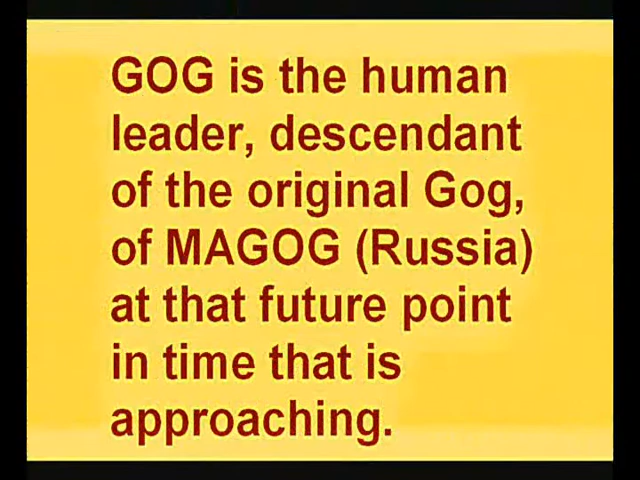 GOG is the human
leader, descendant
of the original Gog,
of MAGOG (Russia)
at that future point
in time that is
approaching.